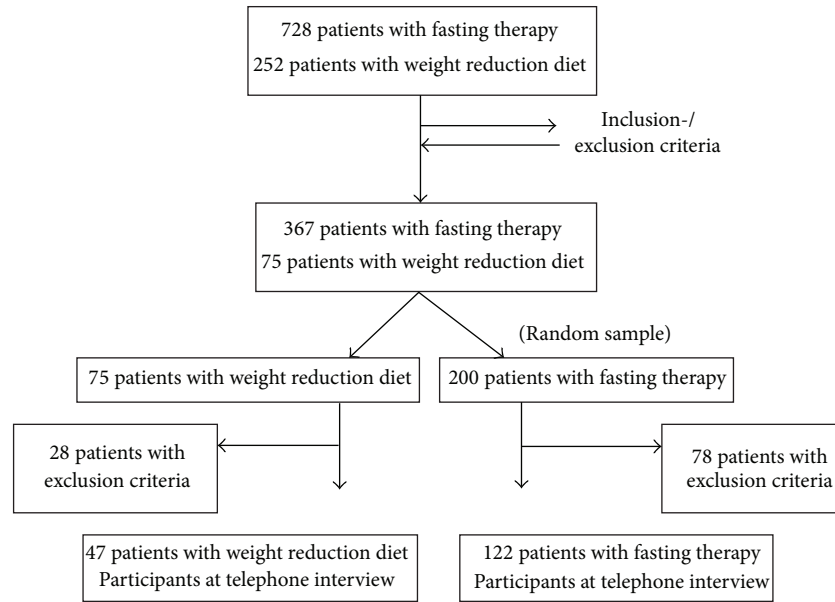 728 patients with fasting therapy
252 patients with weight reduction diet
Inclusion-/
exclusion criteria
367 patients with fasting therapy
75 patients with weight reduction diet
(Random sample)
75 patients with weight reduction diet
200 patients with fasting therapy
28 patients with
exclusion criteria
78 patients with
exclusion criteria
47 patients with weight reduction diet
Participants at telephone interview
122 patients with fasting therapy
Participants at telephone interview